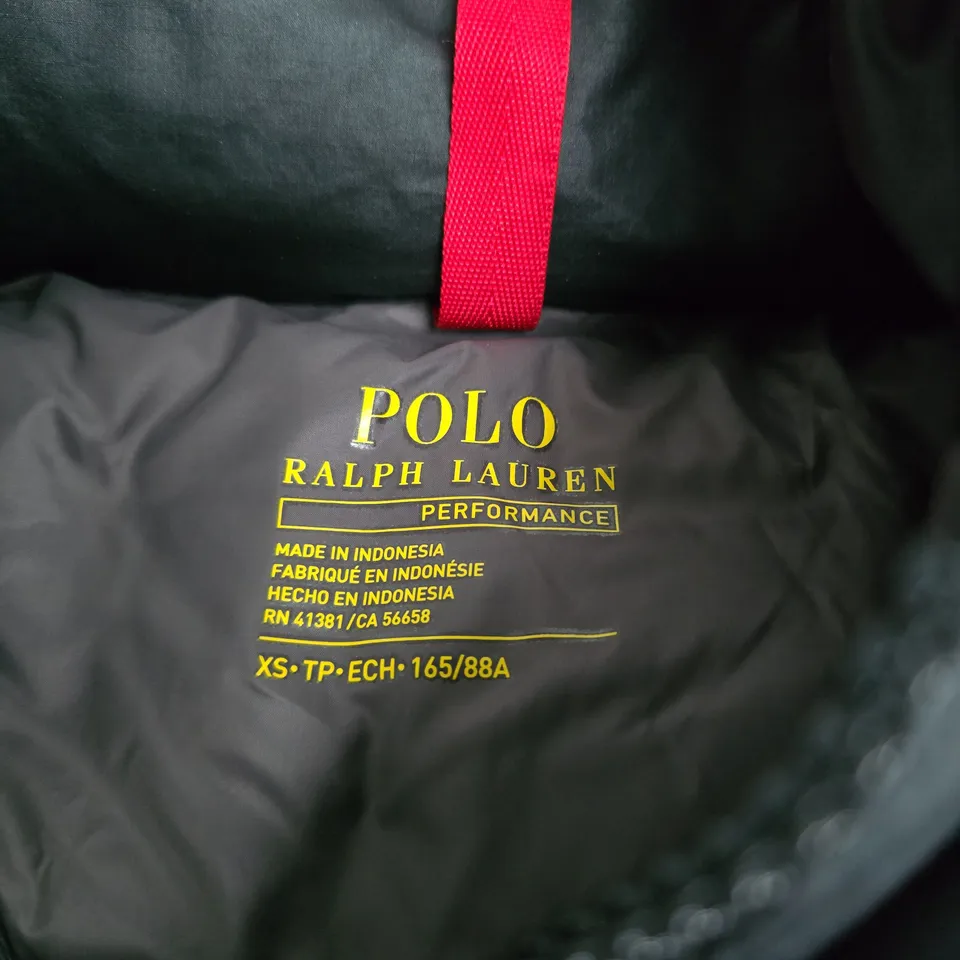 POLO
RALPH LAUREN
PERFORMANCE
MADE IN INDONESIA
FABRIQUÉ EN INDONÉSIE
HECHO EN INDONESIA
RN 41381/CA 56658
XS•TP•ECH•165/88A